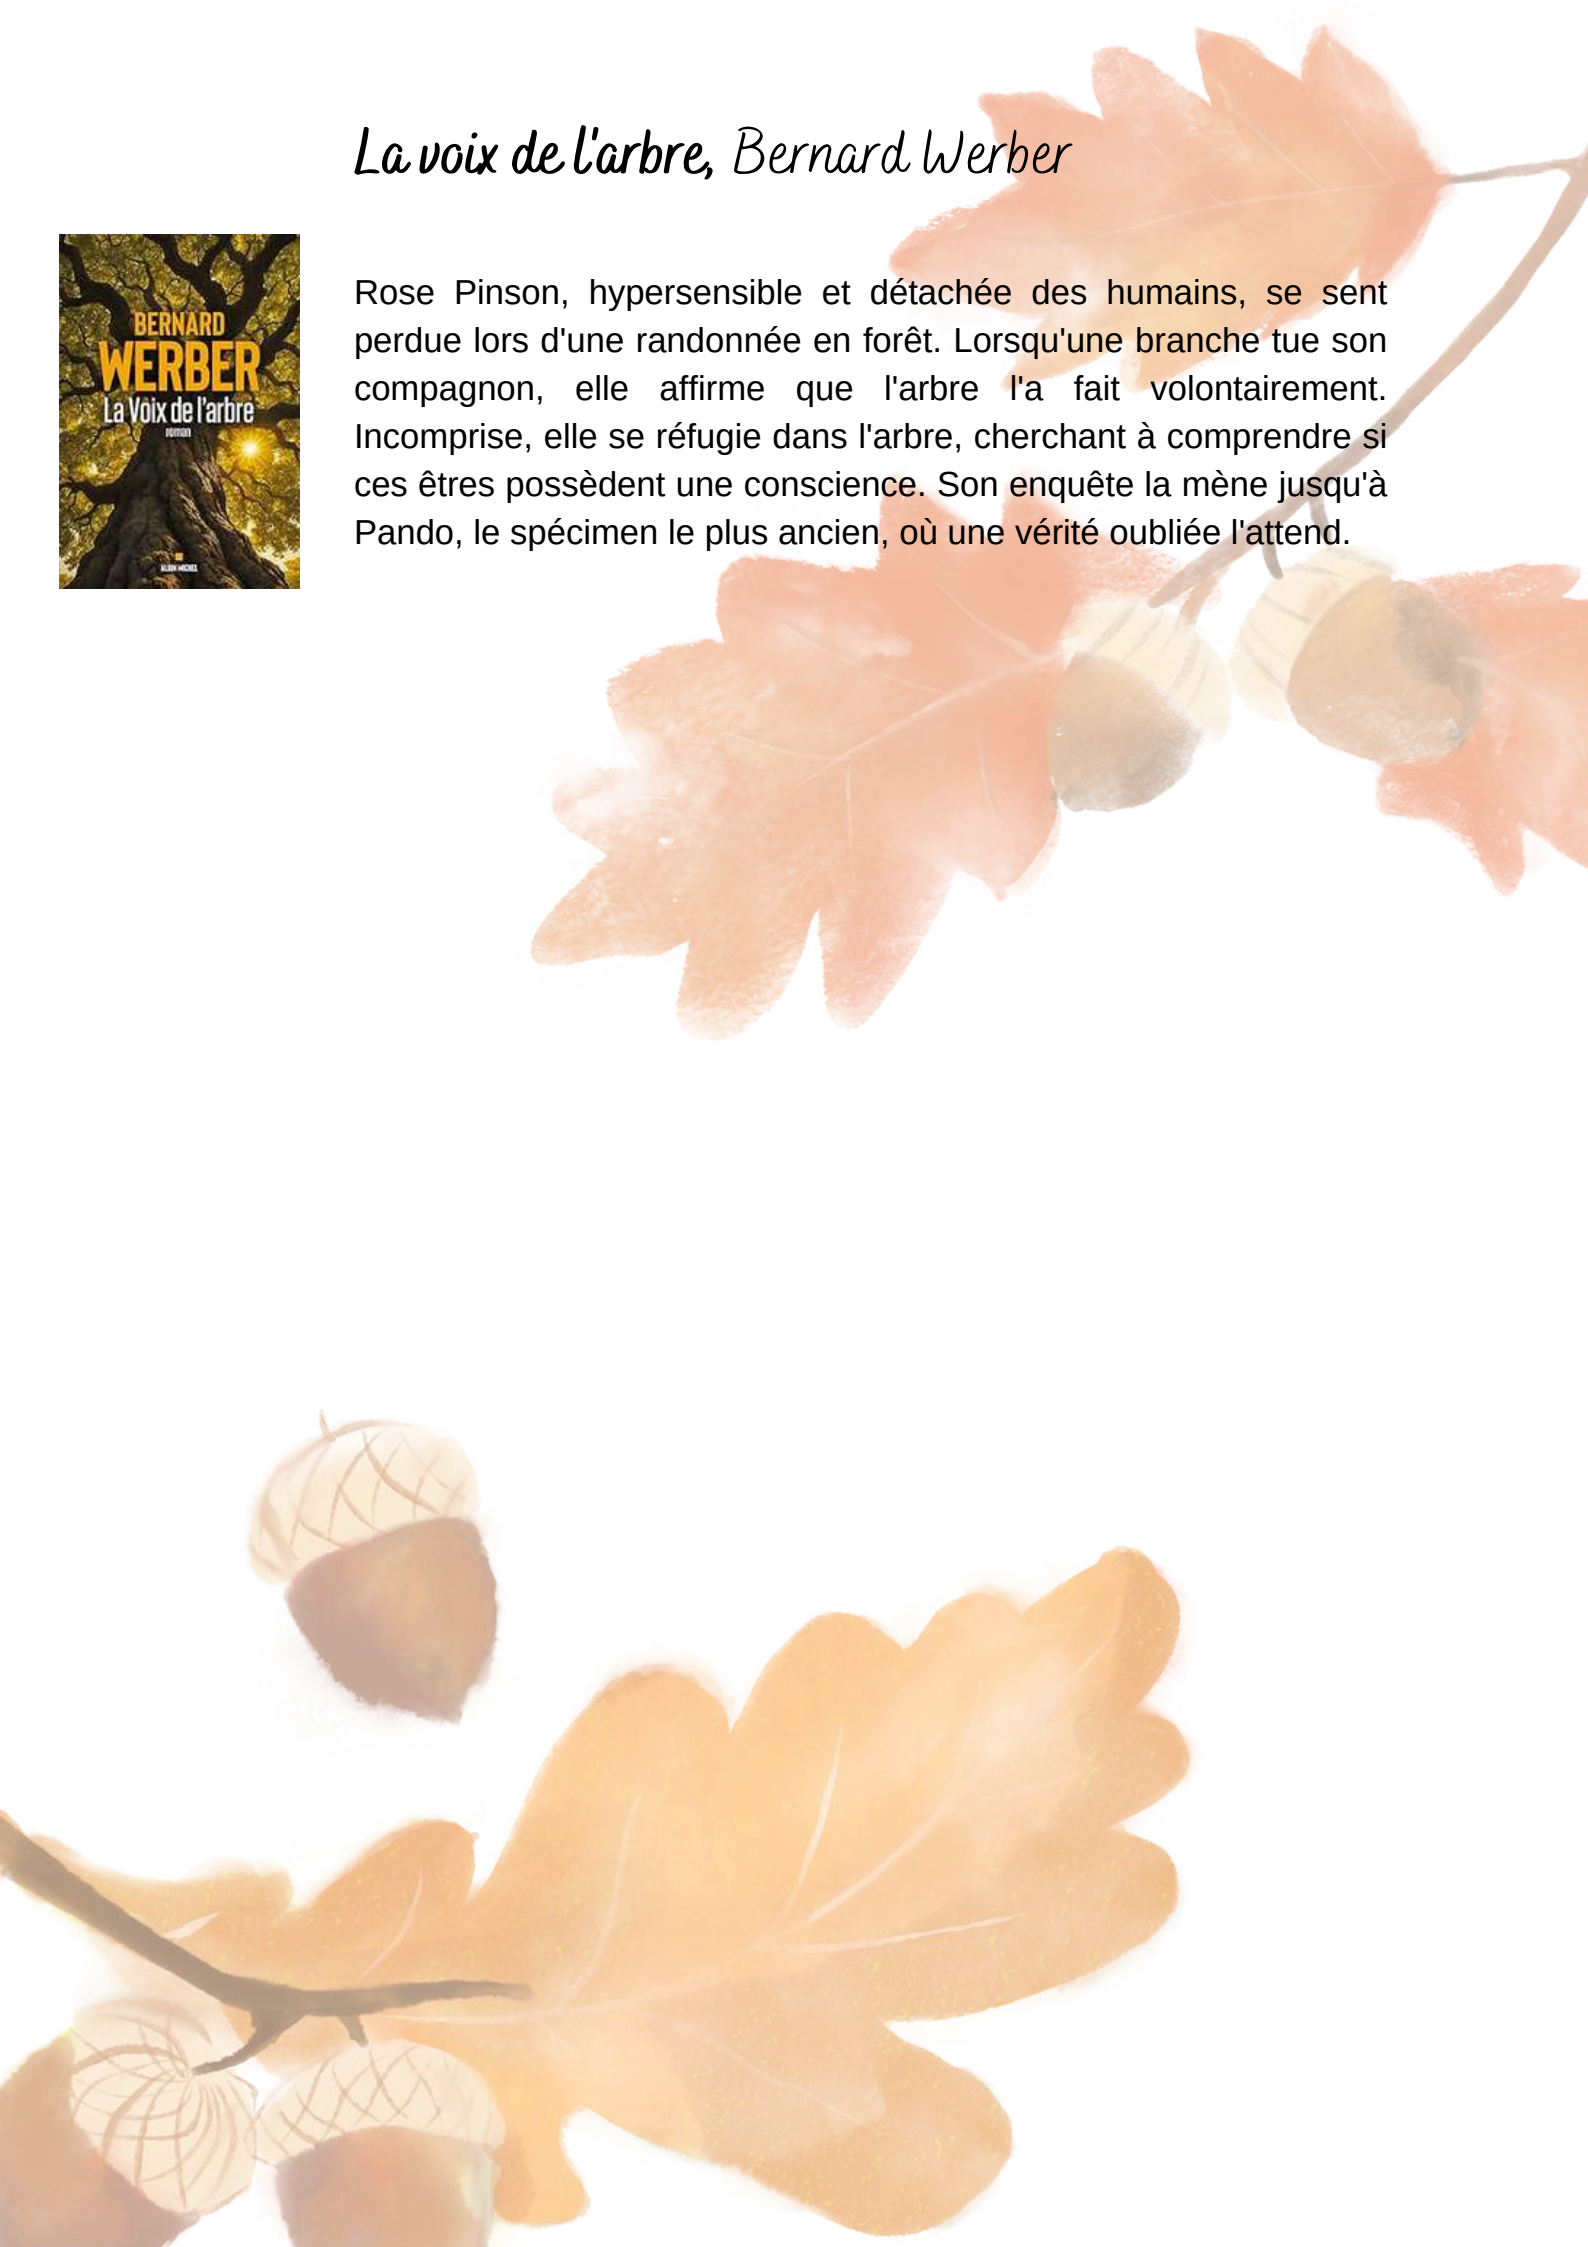 La voix de l'arbre, Bernard Werber
BERNARD
WERBER
La Voix de l'arbre
roman
ALBIN MICHEL
Rose Pinson, hypersensible et détachée des humains, se sent
perdue lors d'une randonnée en forêt. Lorsqu'une branche tue son
compagnon, elle affirme que l'arbre l'a fait volontairement.
Incomprise, elle se réfugie dans l'arbre, cherchant à comprendre si
ces êtres possèdent une conscience. Son enquête la mène jusqu'à
Pando, le spécimen le plus ancien, où une vérité oubliée l'attend.